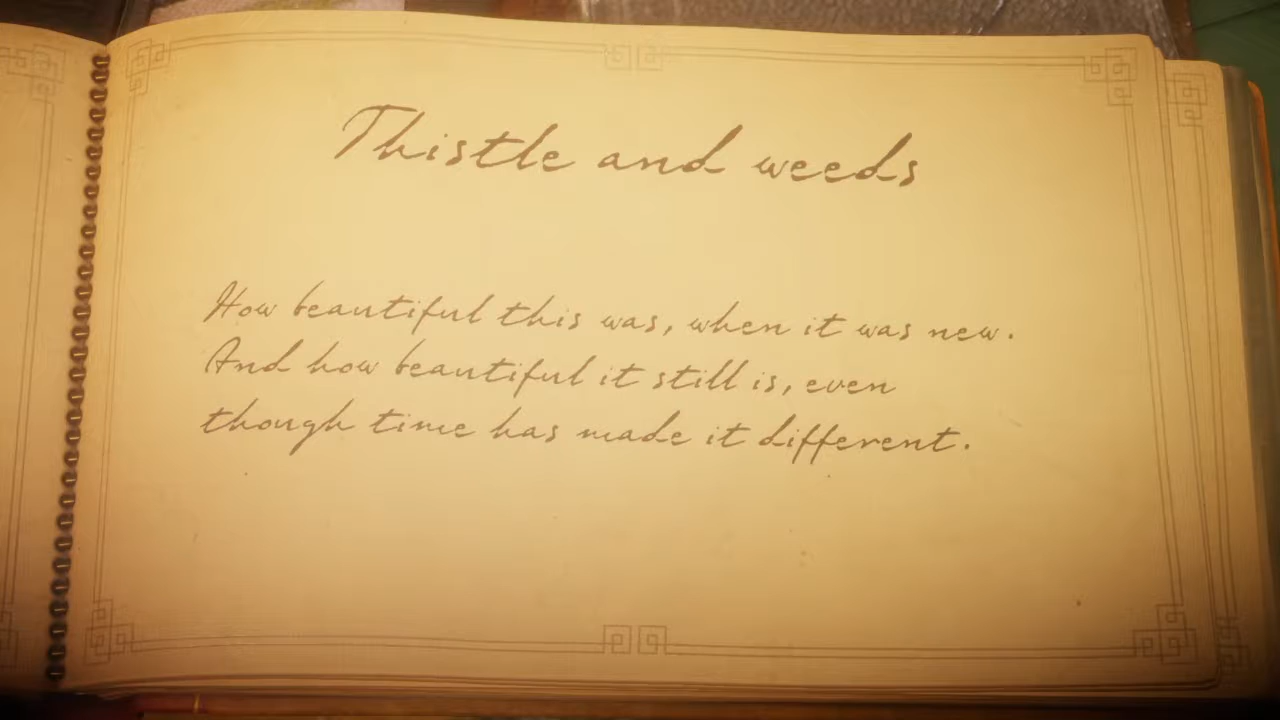 Thistle and weeds
How beautiful this was, when it was new.
And how beautiful it still is, even
though time has made it different.